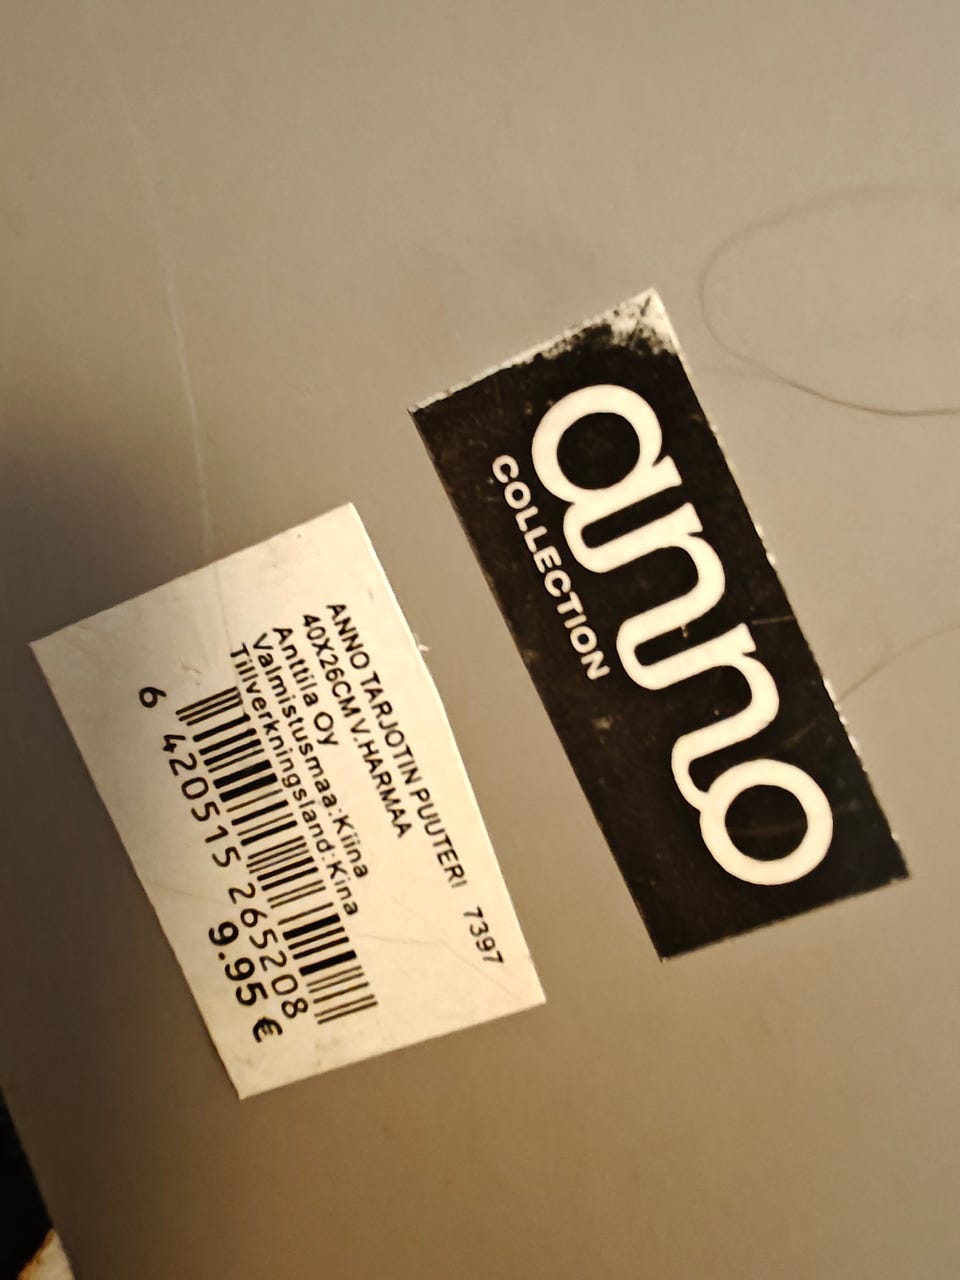 anno
COLLECTION
ANNO TARJOTIN PUUTERI 7397
40X26CM V.HARMAA
Anttila Oy
Valmistusmaa:Kiina
Tillverkningsland:Kina
6 420515 265208
9.95 €